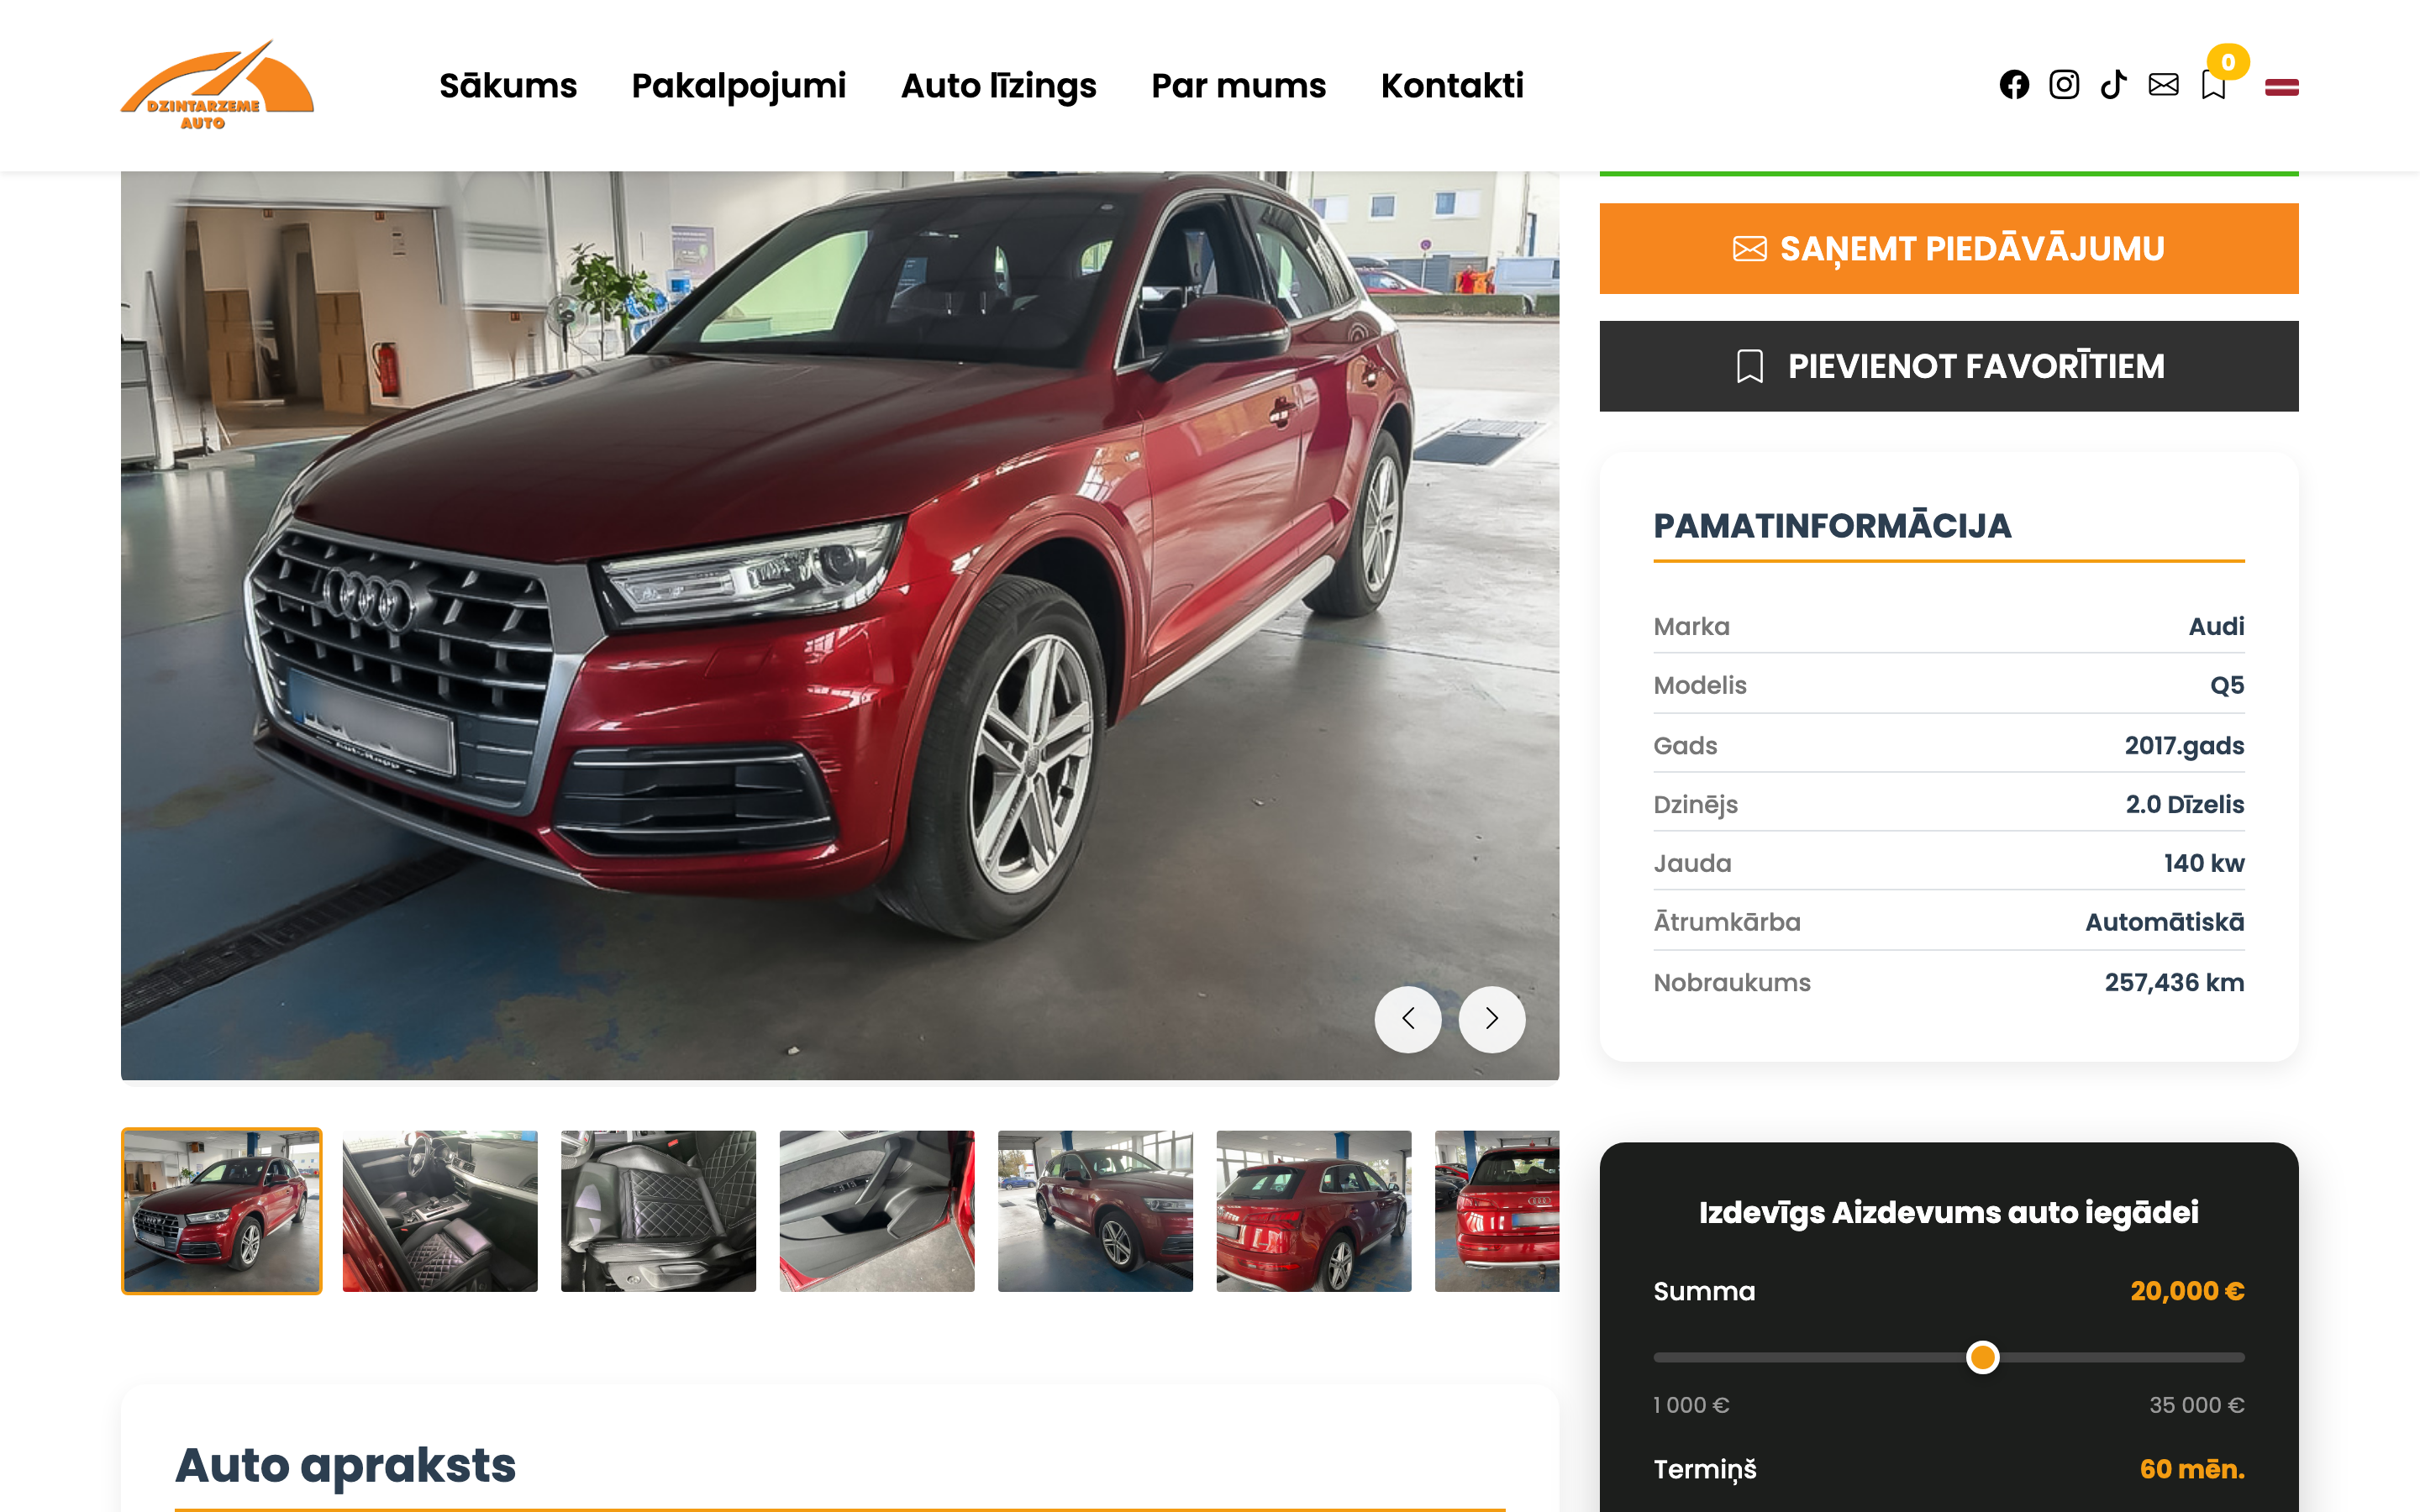 DZINTARZEME
AUTO
Sākums
Pakalpojumi
Auto līzings
Par mums
Kontakti
0
SAŅEMT PIEDĀVĀJUMU
PIEVIENOT FAVORĪTIEM
PAMATINFORMĀCIJA
Marka Audi
Modelis Q5
Gads 2017.gads
Dzinējs 2.0 Dīzelis
Jauda 140 kw
Ātrumkārba Automātiskā
Nobraukums 257,436 km
Izdevīgs Aizdevums auto iegādei
Summa 20,000 €
1 000 € 35 000 €
Termiņš 60 mēn.
Auto apraksts